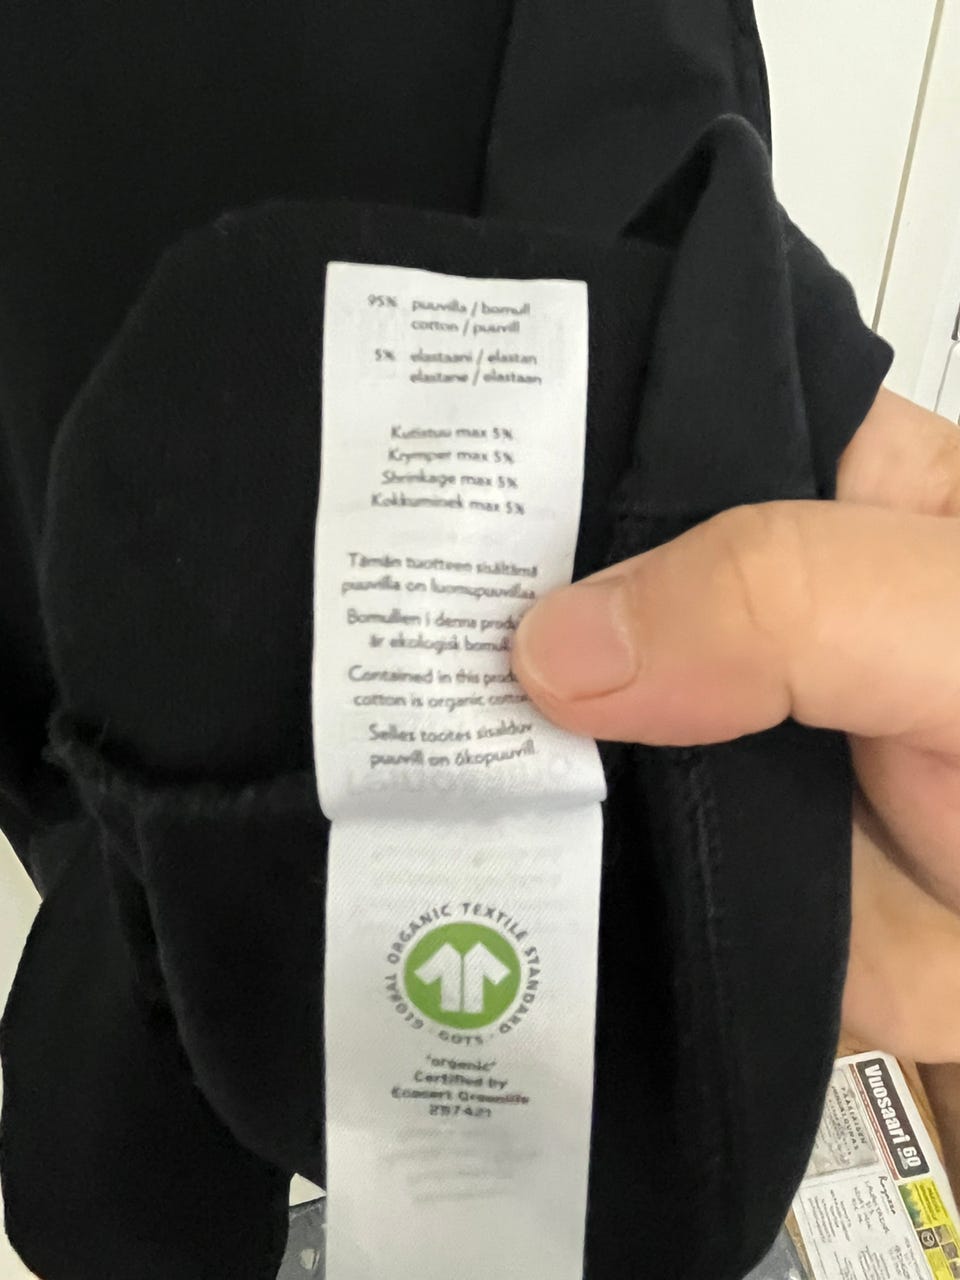 95% puuvilla / bomull
cotton / puuvill
5% elastaani / elastan
elastane / elastaan
Kutistuu max 5%
Krymper max 5%
Shrinkage max 5%
Kokkuminek max 5%
Tämän tuotteen sisältämä
puuvilla on luomupuuvillaa
Bomullen i denna
är ekologisk
Contained in this
cotton is organic
Selles tootes sisalduv
puuvill on ökopuuvill
GLOBAL ORGANIC TEXTILE STANDARD
· GOTS ·
"organic"
Certified by
Vuosaari 60